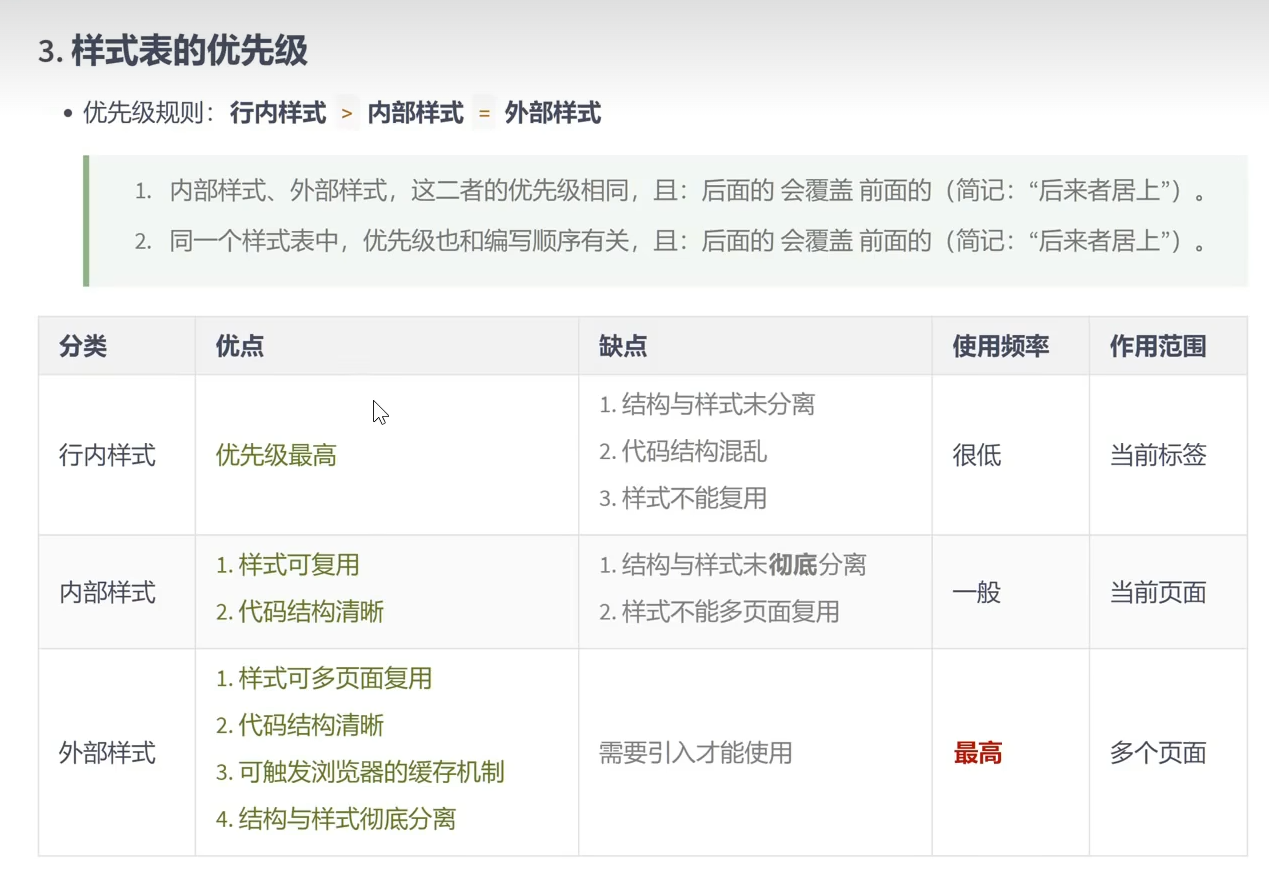 3. 样式表的优先级
• 优先级规则：行内样式 > 内部样式 = 外部样式
1. 内部样式、外部样式，这二者的优先级相同，且：后面的 会覆盖 前面的（简记：“后来者居上”）。
2. 同一个样式表中，优先级也和编写顺序有关，且：后面的 会覆盖 前面的（简记：“后来者居上”）。
分类 优点 缺点 使用频率 作用范围
行内样式
优先级最高
1. 结构与样式未分离
2. 代码结构混乱
3. 样式不能复用
很低
当前标签
内部样式
1. 样式可复用
2. 代码结构清晰
1. 结构与样式未彻底分离
2. 样式不能多页面复用
一般
当前页面
外部样式
1. 样式可多页面复用
2. 代码结构清晰
3. 可触发浏览器的缓存机制
4. 结构与样式彻底分离
需要引入才能使用
最高
多个页面